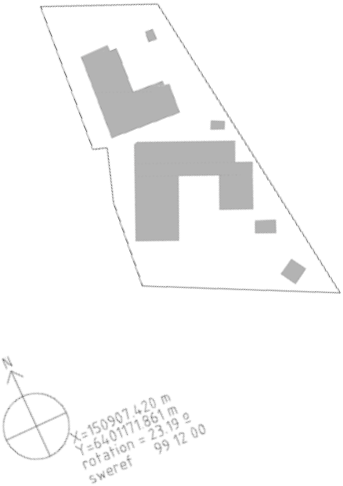 N
X=150907.420 m
Y=6401171.861 m
rotation = 23.19 º
sweref 99 12 00